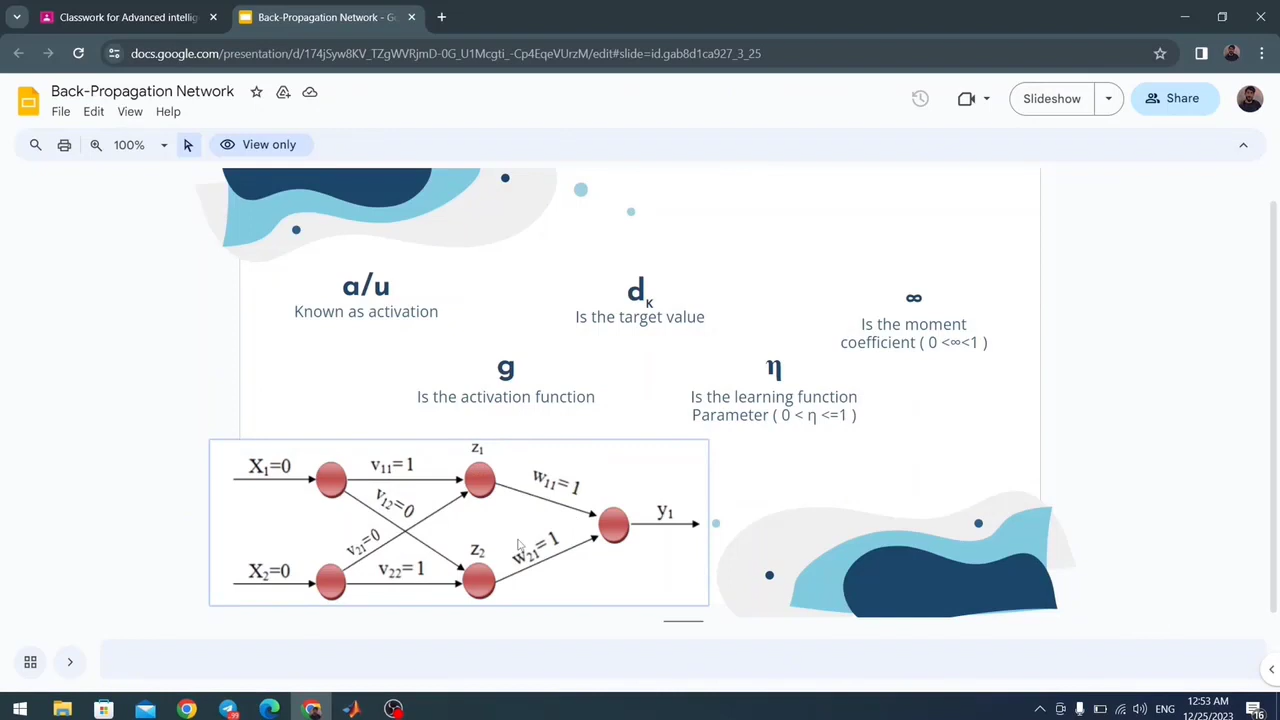 Classwork for Advanced intellig
Back-Propagation Network - Go
docs.google.com/presentation/d/174jSyw8KV_TZgWVRjmD-0G_U1Mcgti_-Cp4EqeVUrzM/edit#slide=id.gab8d1ca927_3_25
Back-Propagation Network
File Edit View Help
Slideshow
Share
100%
View only
a/u
Known as activation
dK
Is the target value
∞
Is the moment
coefficient ( 0 <∞<1 )
g
Is the activation function
η
Is the learning function
Parameter ( 0 < η <=1 )
X1=0
v11=1
z1
w11=1
v12=0
y1
v21=0
w21=1
X2=0
v22=1
z2
ENG
12:53 AM
12/25/2023
16